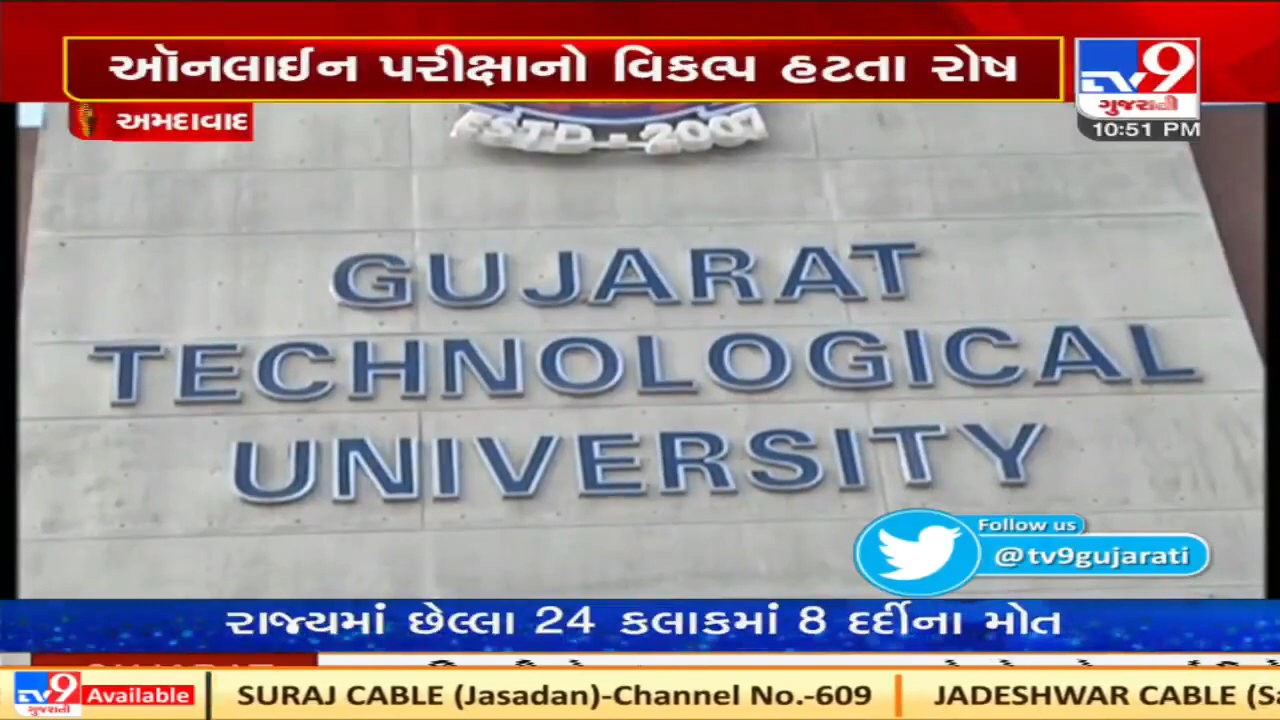 ઑનલાઈન પરીક્ષાનો વિકલ્પ હટતા રોષ
TV9
ગુજરાતી
10:51 PM
અમદાવાદ
ESTD - 2007
GUJARAT
TECHNOLOGICAL
UNIVERSITY
Follow us
@tv9gujarati
રાજ્યમાં છેલ્લા 24 કલાકમાં 8 દર્દીના મોત
TV9 ગુજરાતી Available SURAJ CABLE (Jasadan)-Channel No.-609 JADESHWAR CABLE